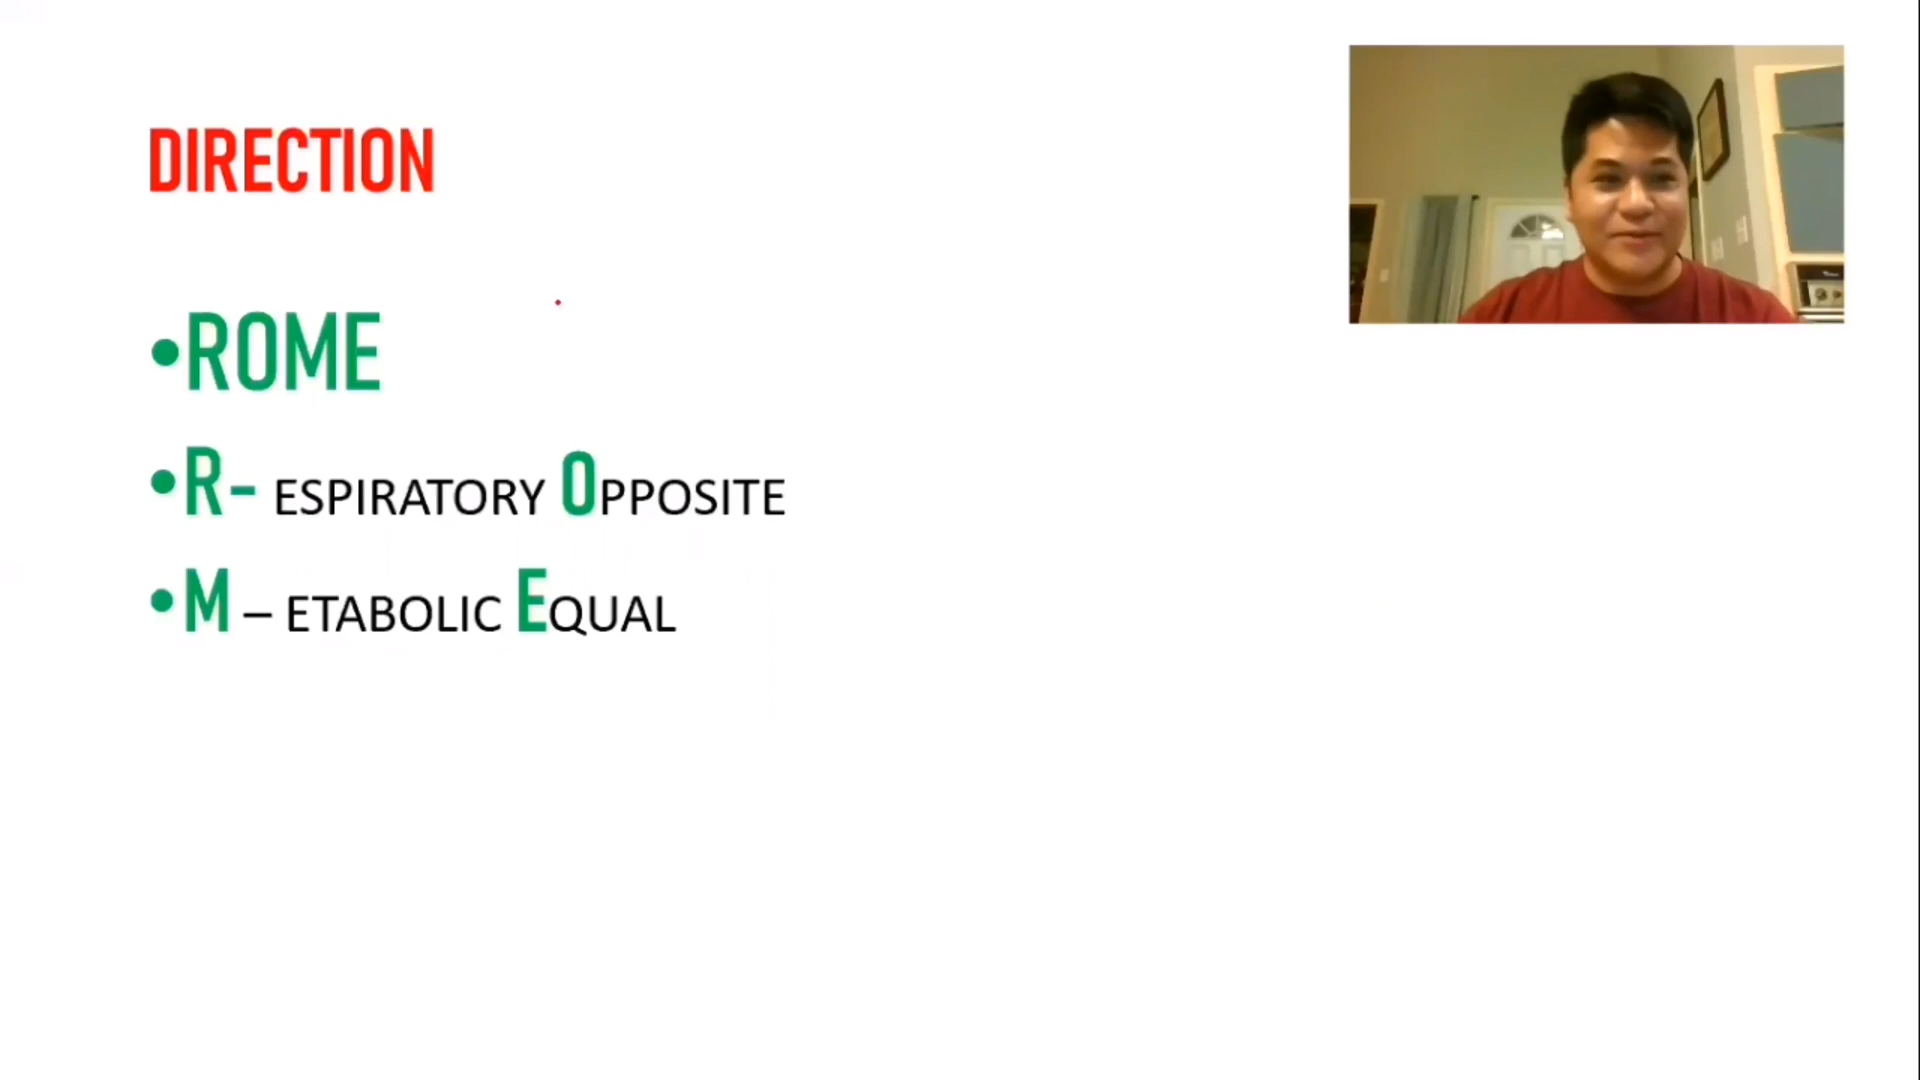 DIRECTION
•ROME
•R- ESPIRATORY OPPOSITE
•M – ETABOLIC EQUAL